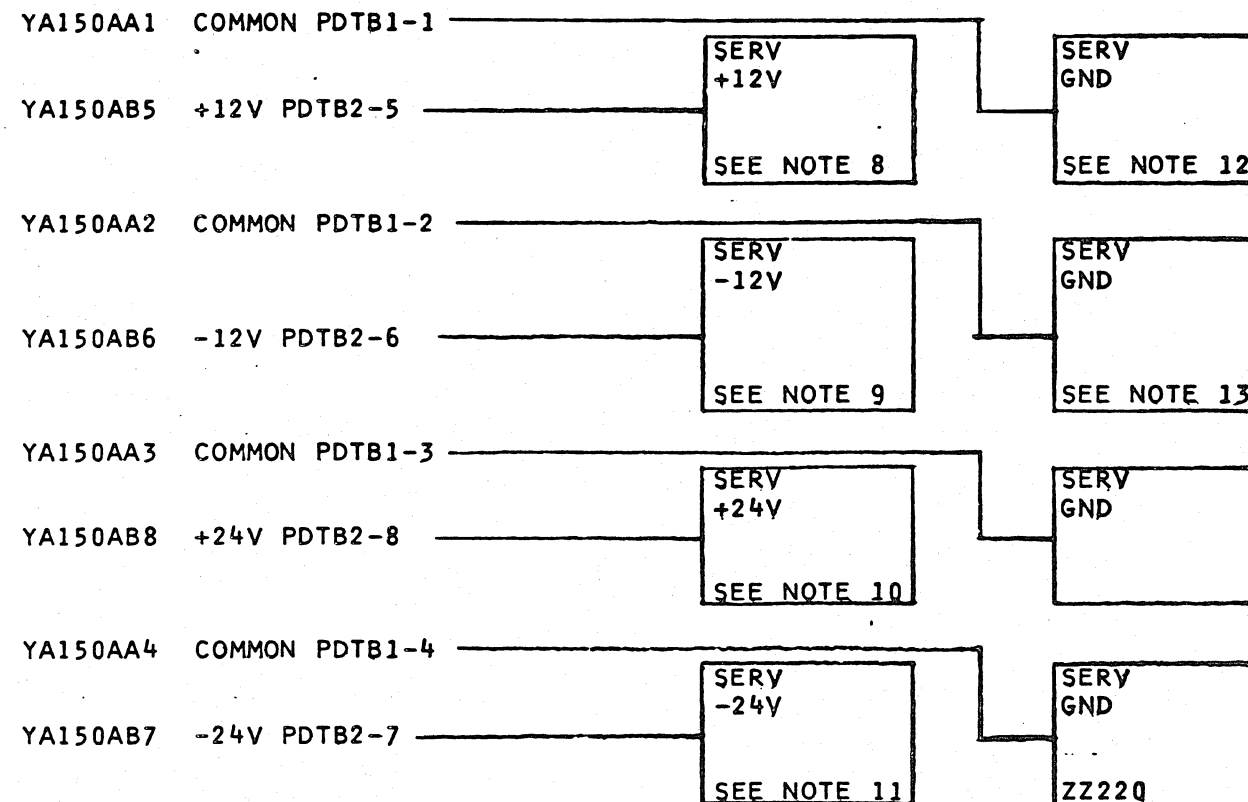 YA150AA1 COMMON PDTB1-1
SERV
+12V
SEE NOTE 8
SERV
GND
SEE NOTE 12
YA150AB5 +12V PDTB2-5
YA150AA2 COMMON PDTB1-2
SERV
-12V
SEE NOTE 9
SERV
GND
SEE NOTE 13
YA150AB6 -12V PDTB2-6
YA150AA3 COMMON PDTB1-3
SERV
+24V
SEE NOTE 10
SERV
GND
YA150AB8 +24V PDTB2-8
YA150AA4 COMMON PDTB1-4
SERV
-24V
SEE NOTE 11
SERV
GND
ZZ220
YA150AB7 -24V PDTB2-7